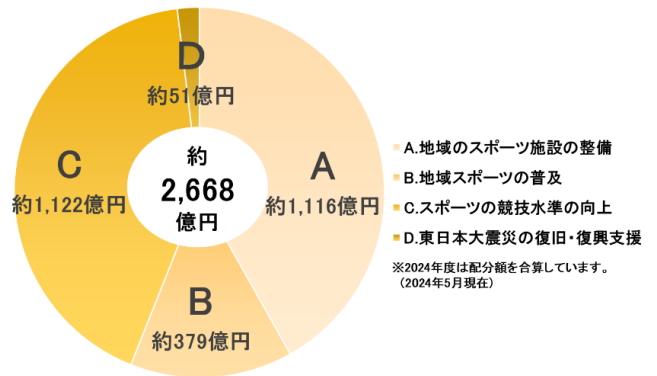 D
約51億円
C
約1,122億円
約
2,668
億円
A
約1,116億円
B
約379億円
A.地域のスポーツ施設の整備
B.地域スポーツの普及
C.スポーツの競技水準の向上
D.東日本大震災の復旧・復興支援
※2024年度は配分額を合算しています。
（2024年5月現在）